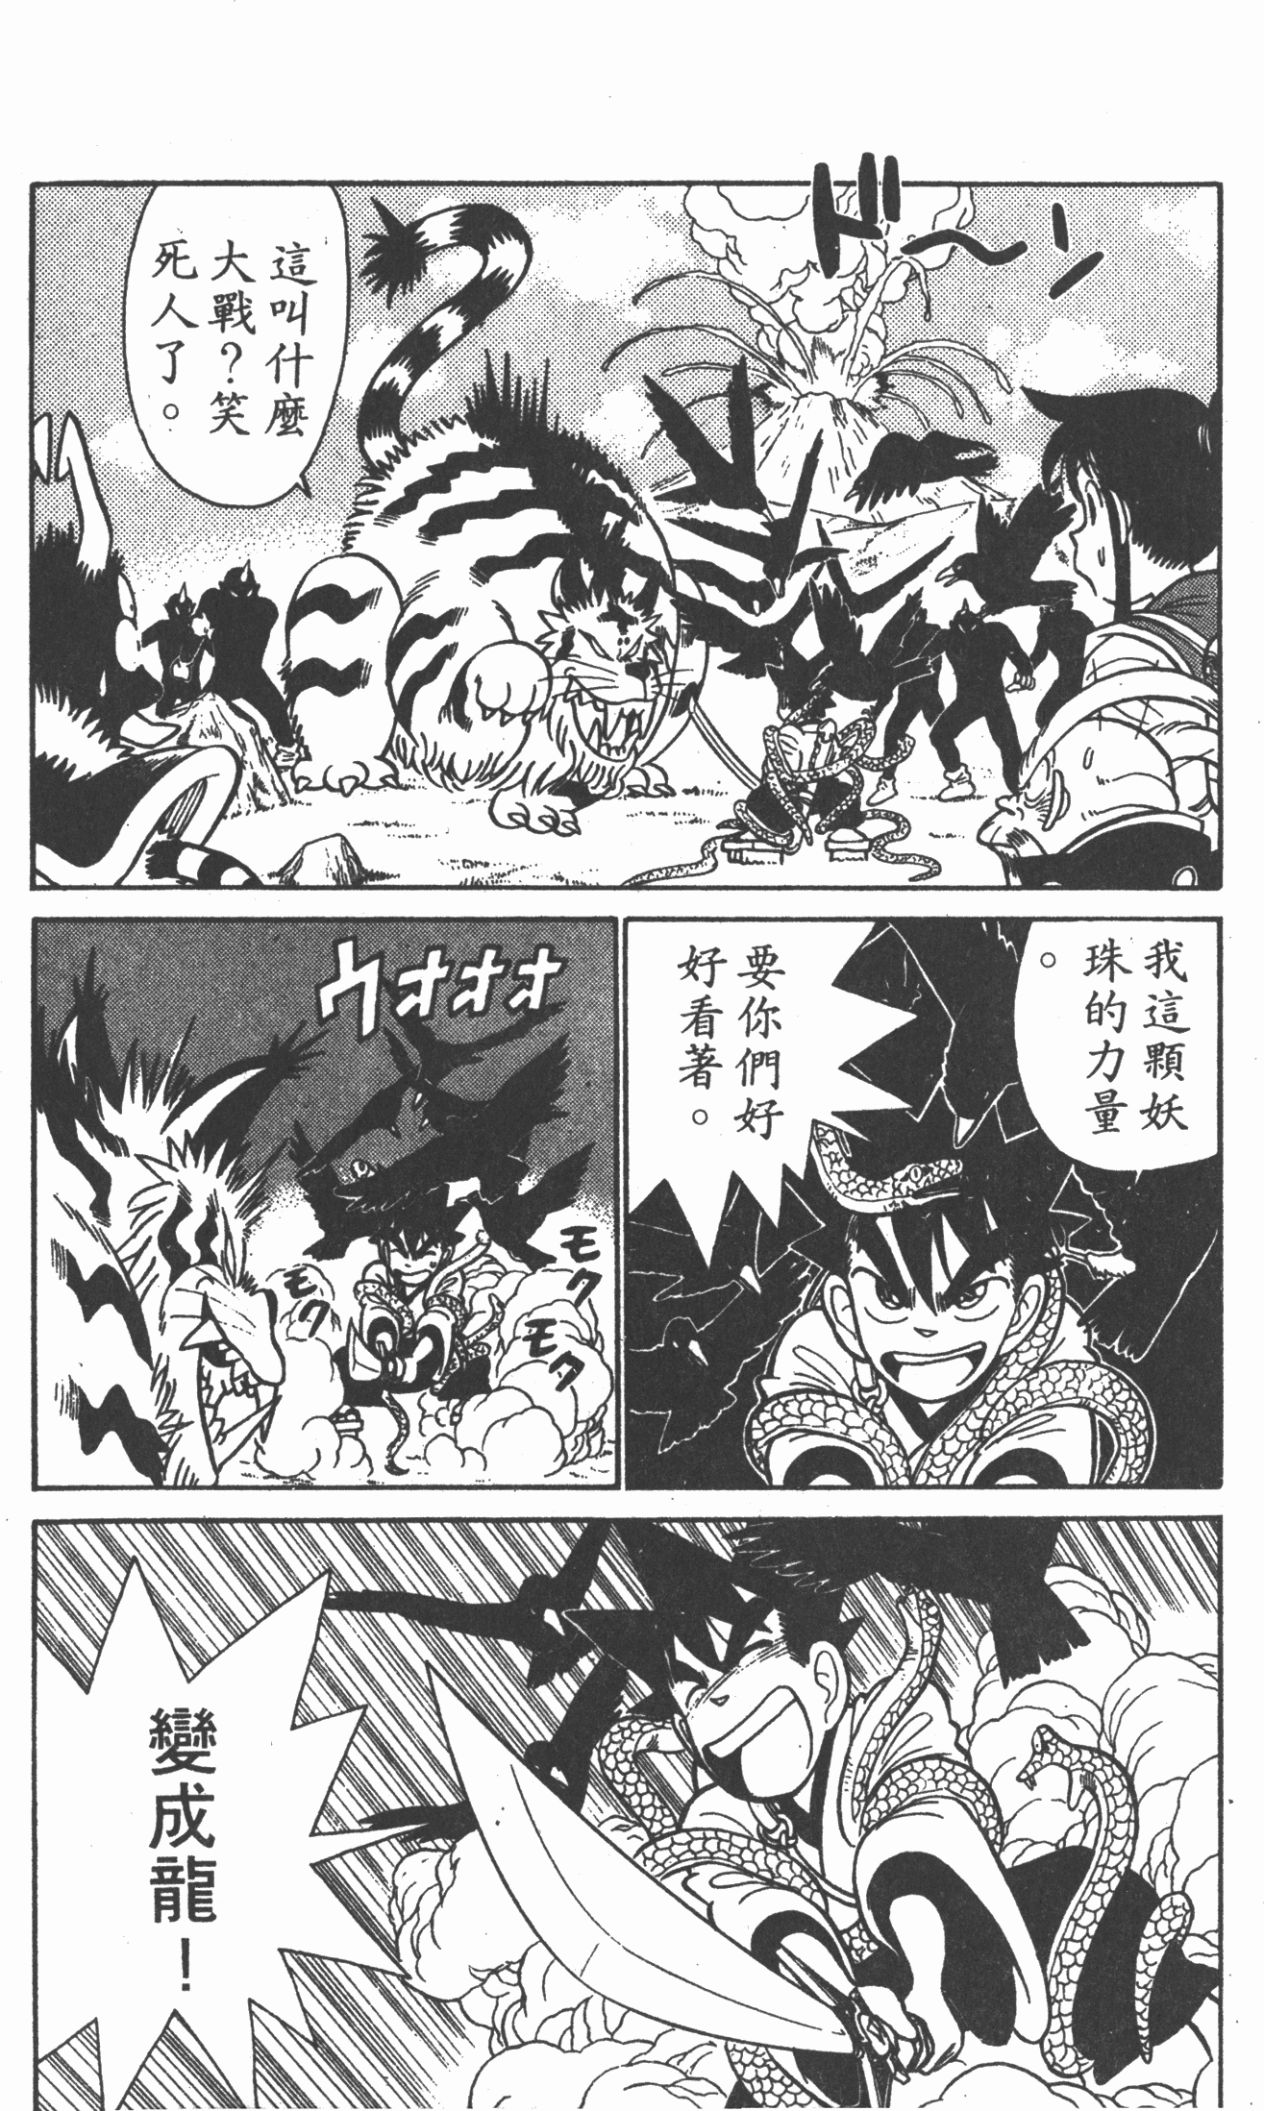 ドドーン
這叫什麼
大戰？笑
死人了。
我這顆妖
珠的力量
。
要你們好
好看著。
ウオオオ
モク
モク
モク
變成龍！